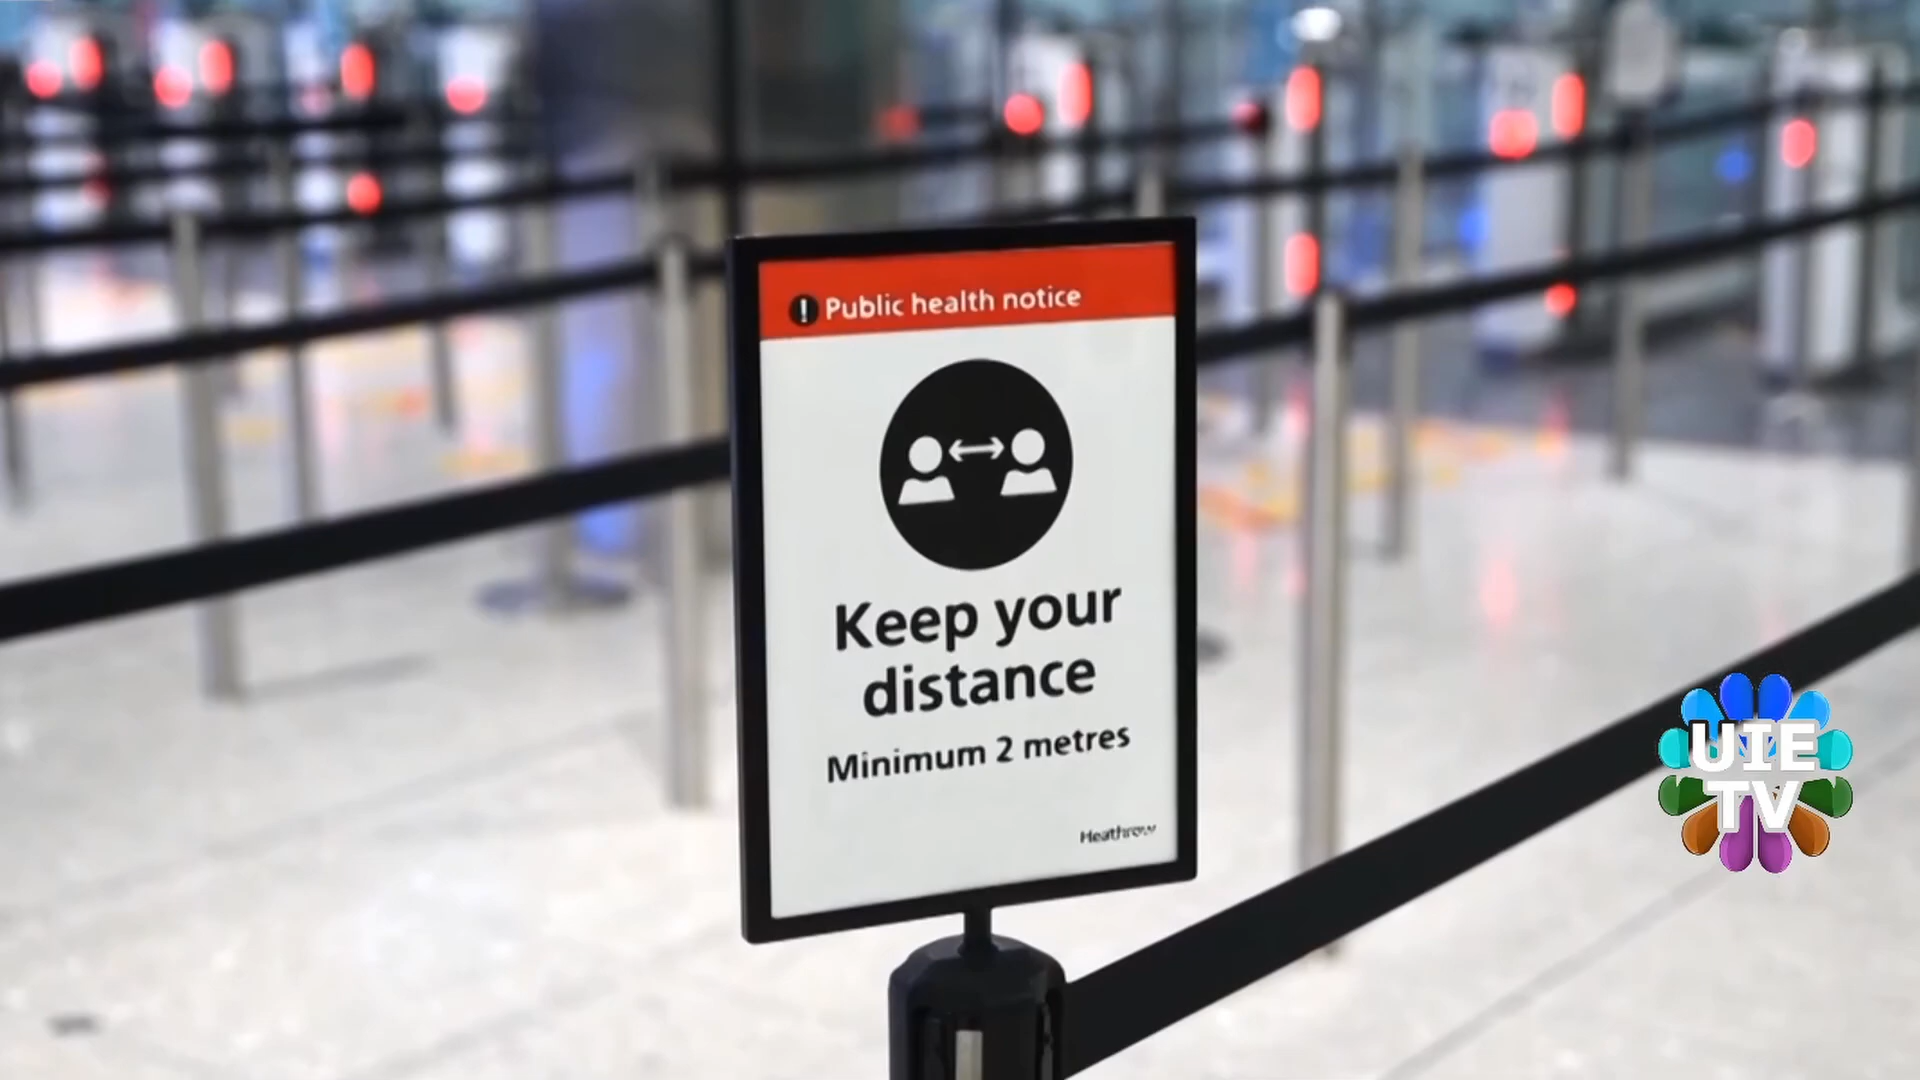 ! Public health notice
Keep your
distance
Minimum 2 metres
Heathrow
UIE
TV